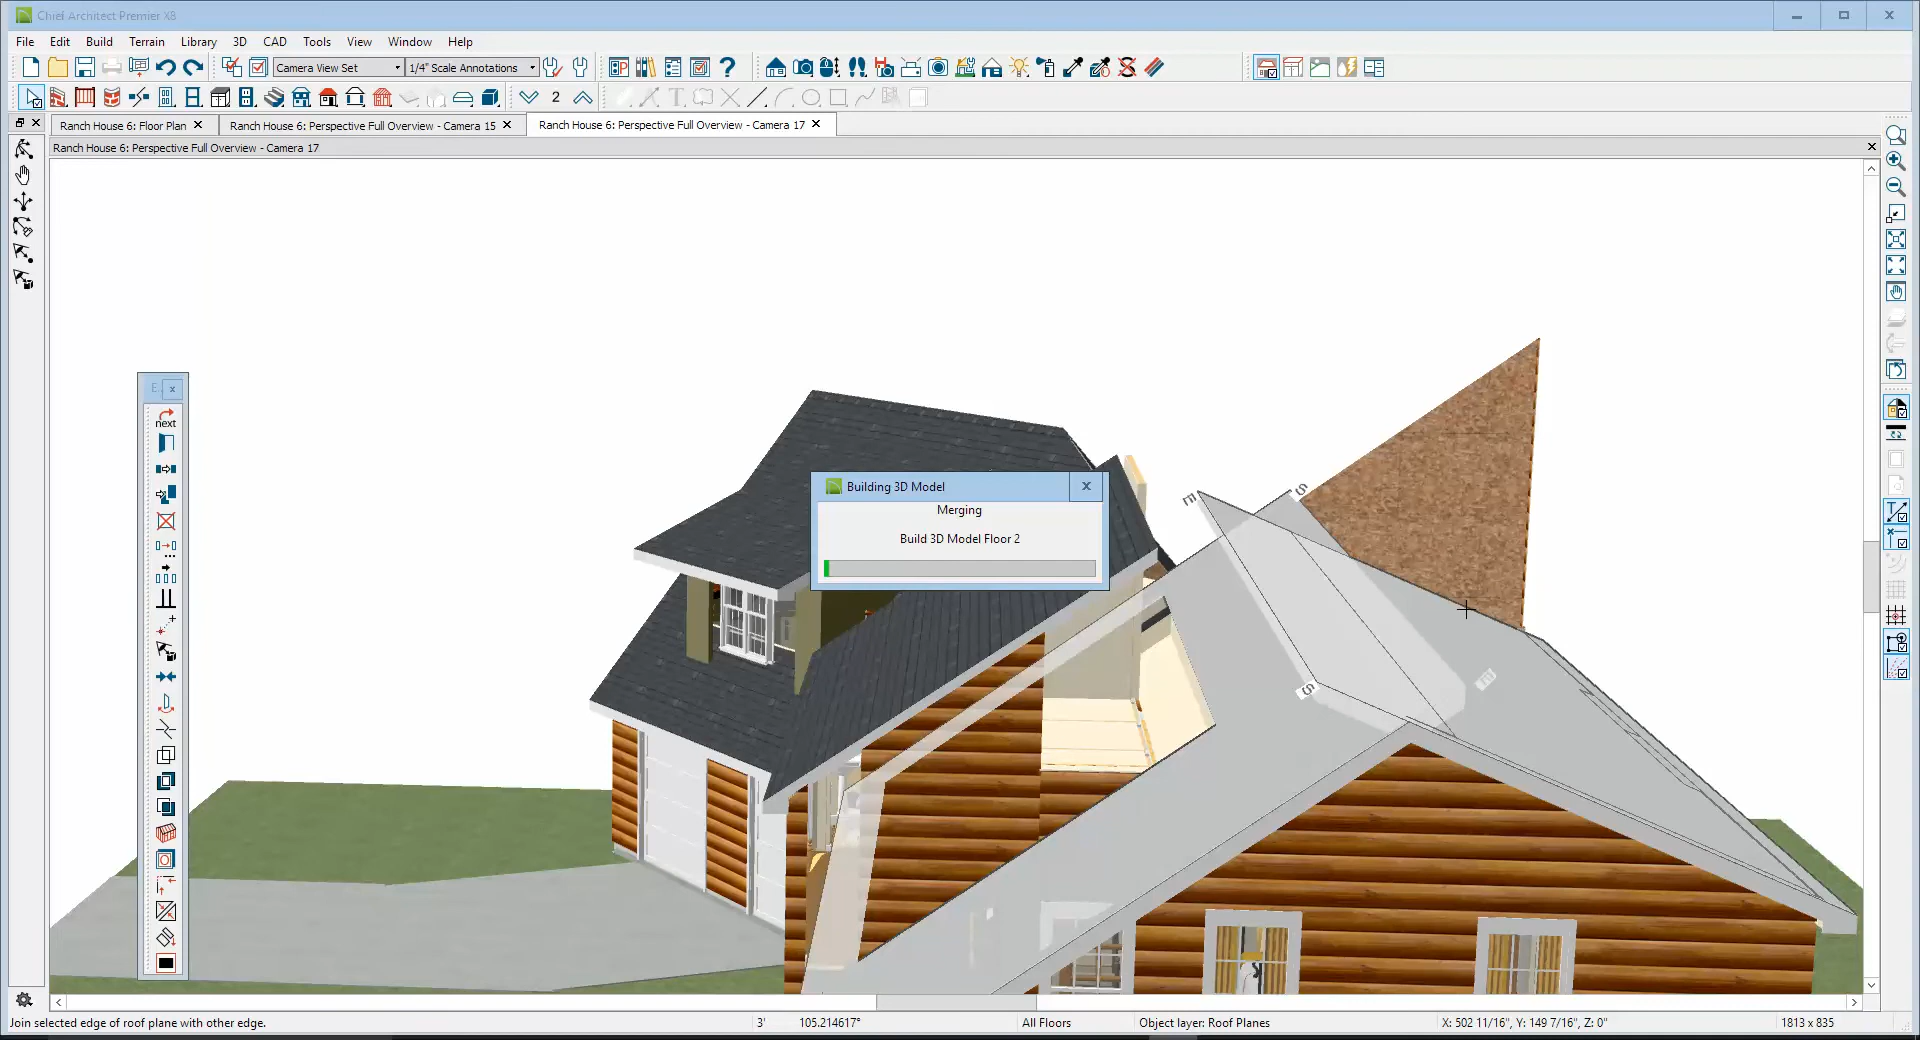 Chief Architect Premier X8
File Edit Build Terrain Library 3D CAD Tools View Window Help
Camera View Set 1/4" Scale Annotations
2
Ranch House 6: Floor Plan Ranch House 6: Perspective Full Overview - Camera 15 Ranch House 6: Perspective Full Overview - Camera 17
Ranch House 6: Perspective Full Overview - Camera 17
E
next
Building 3D Model
Merging
Build 3D Model Floor 2
E
S
S
Join selected edge of roof plane with other edge. 3' 105.214617° All Floors Object layer: Roof Planes X: 502 11/16", Y: 149 7/16", Z: 0" 1813 x 835